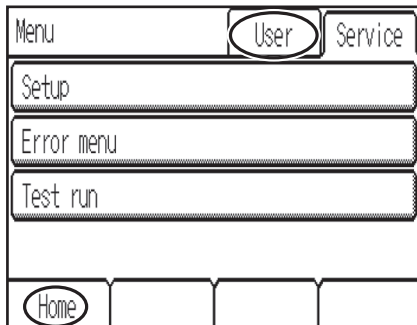 Menu User Service
Setup
Error menu
Test run
Home